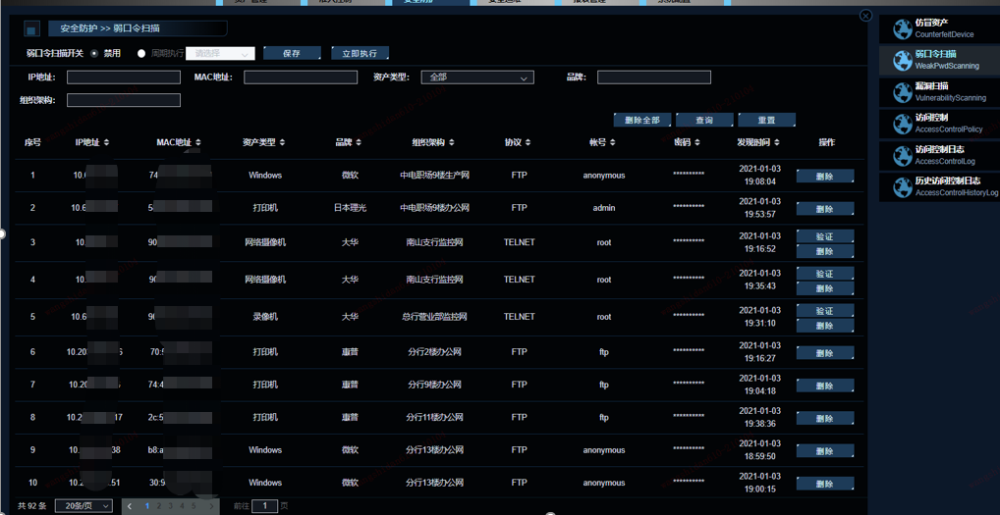 安全防护 >> 弱口令扫描
弱口令扫描开关 禁用 周期执行 请选择 保存 立即执行
IP地址: MAC地址: 资产类型: 全部 品牌:
组织架构:
删除全部 查询 重置
序号 IP地址 MAC地址 资产类型 品牌 组织架构 协议 帐号 密码 发现时间 操作
1 10. 74 Windows 微软 中电职场9楼生产网 FTP anonymous ********** 2021-01-03 19:08:04 删除
2 10.6 5 打印机 日本理光 中电职场9楼办公网 FTP admin ********** 2021-01-03 19:53:57 删除
3 10. 90 网络摄像机 大华 南山支行监控网 TELNET root ********** 2021-01-03 19:16:52 验证 删除
4 10. 90 网络摄像机 大华 南山支行监控网 TELNET root ********** 2021-01-03 19:35:43 验证 删除
5 10.6 90 录像机 大华 总行营业部监控网 TELNET root ********** 2021-01-03 19:31:10 验证 删除
6 10.20 6 70: 打印机 惠普 分行2楼办公网 FTP ftp ********** 2021-01-03 19:16:27 删除
7 10.20 74:4 打印机 惠普 分行9楼办公网 FTP ftp ********** 2021-01-03 19:04:18 删除
8 10.2 17 2c:5 打印机 惠普 分行11楼办公网 FTP ftp ********** 2021-01-03 19:38:36 删除
9 10. 38 b8:a Windows 微软 分行13楼办公网 FTP anonymous ********** 2021-01-03 18:59:50 删除
10 10.2 51 30:9 Windows 微软 分行13楼办公网 FTP anonymous ********** 2021-01-03 19:00:15 删除
共 92 条 20条/页 < 1 2 3 4 5 > 前往 1 页
仿冒资产
CounterfeitDevice
弱口令扫描
WeakPwdScanning
漏洞扫描
VulnerabilityScanning
访问控制
AccessControlPolicy
访问控制日志
AccessControlLog
历史访问控制日志
AccessControlHistoryLog